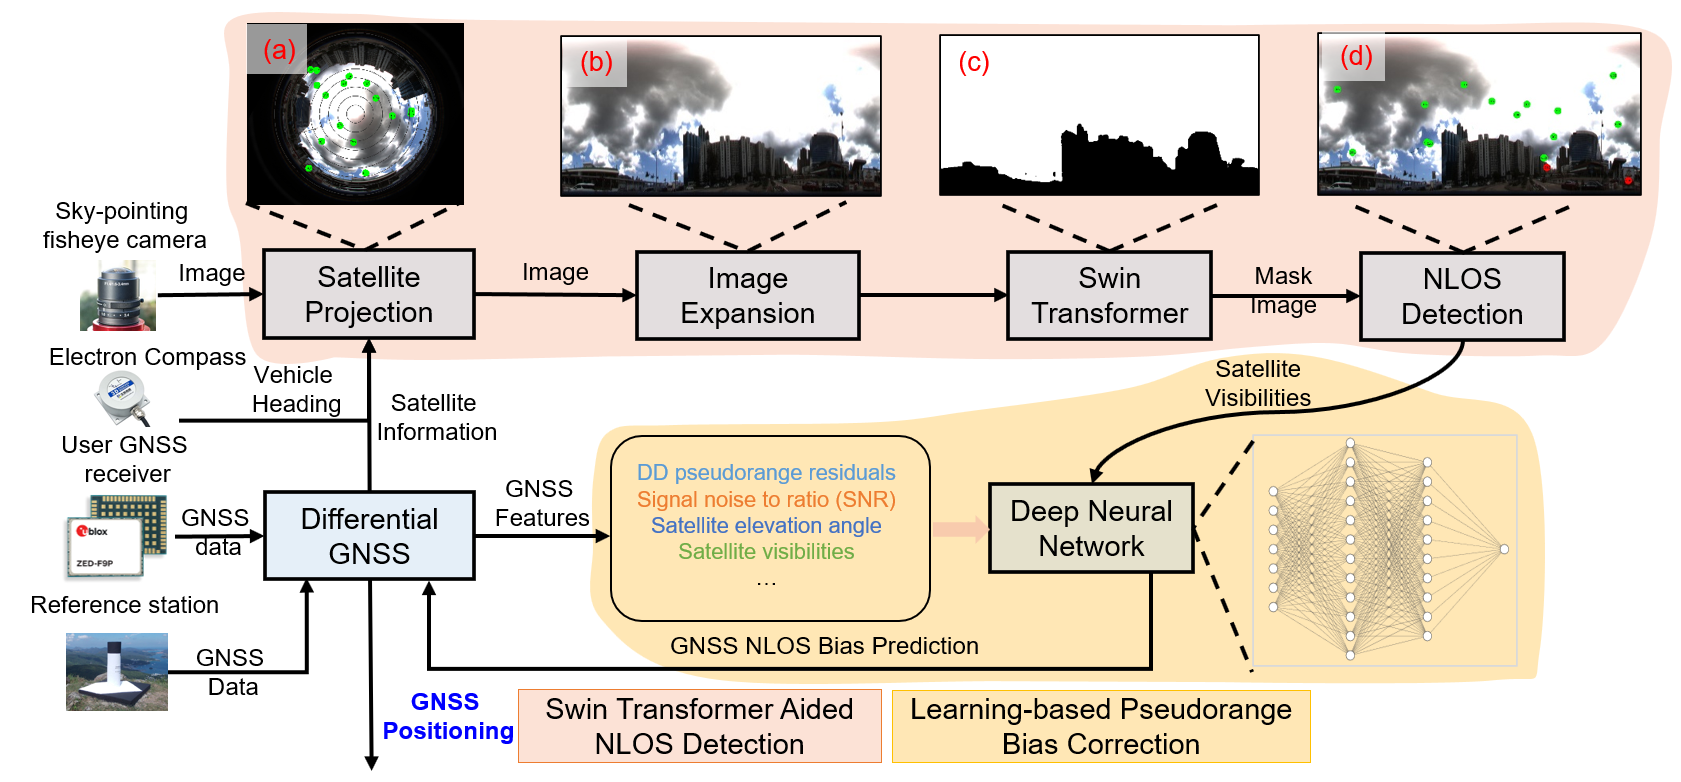 (a)
(b)
(c)
(d)
Sky-pointing
fisheye camera
Image
Satellite
Projection
Image
Image
Expansion
Swin
Transformer
Mask
Image
NLOS
Detection
Electron Compass
Vehicle
Heading
Satellite
Information
Satellite
Visibilities
User GNSS
receiver
blox
ZED-F9P
GNSS
data
Differential
GNSS
GNSS
Features
DD pseudorange residuals
Signal noise to ratio (SNR)
Satellite elevation angle
Satellite visibilities
...
Deep Neural
Network
Reference station
GNSS
Data
GNSS NLOS Bias Prediction
GNSS
Positioning
Swin Transformer Aided
NLOS Detection
Learning-based Pseudorange
Bias Correction